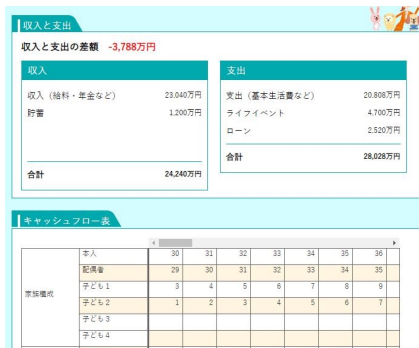 収入と支出
収入と支出の差額 -3,788万円
収入
収入（給料・年金など） 23,040万円
貯蓄 1,200万円
合計 24,240万円
支出
支出（基本生活費など） 20,808万円
ライフイベント 4,700万円
ローン 2,520万円
合計 28,028万円
キャッシュフロー表
家族構成
本人 30 31 32 33 34 35 36
配偶者 29 30 31 32 33 34 35
子ども1 3 4 5 6 7 8 9
子ども2 1 2 3 4 5 6 7
子ども3
子ども4